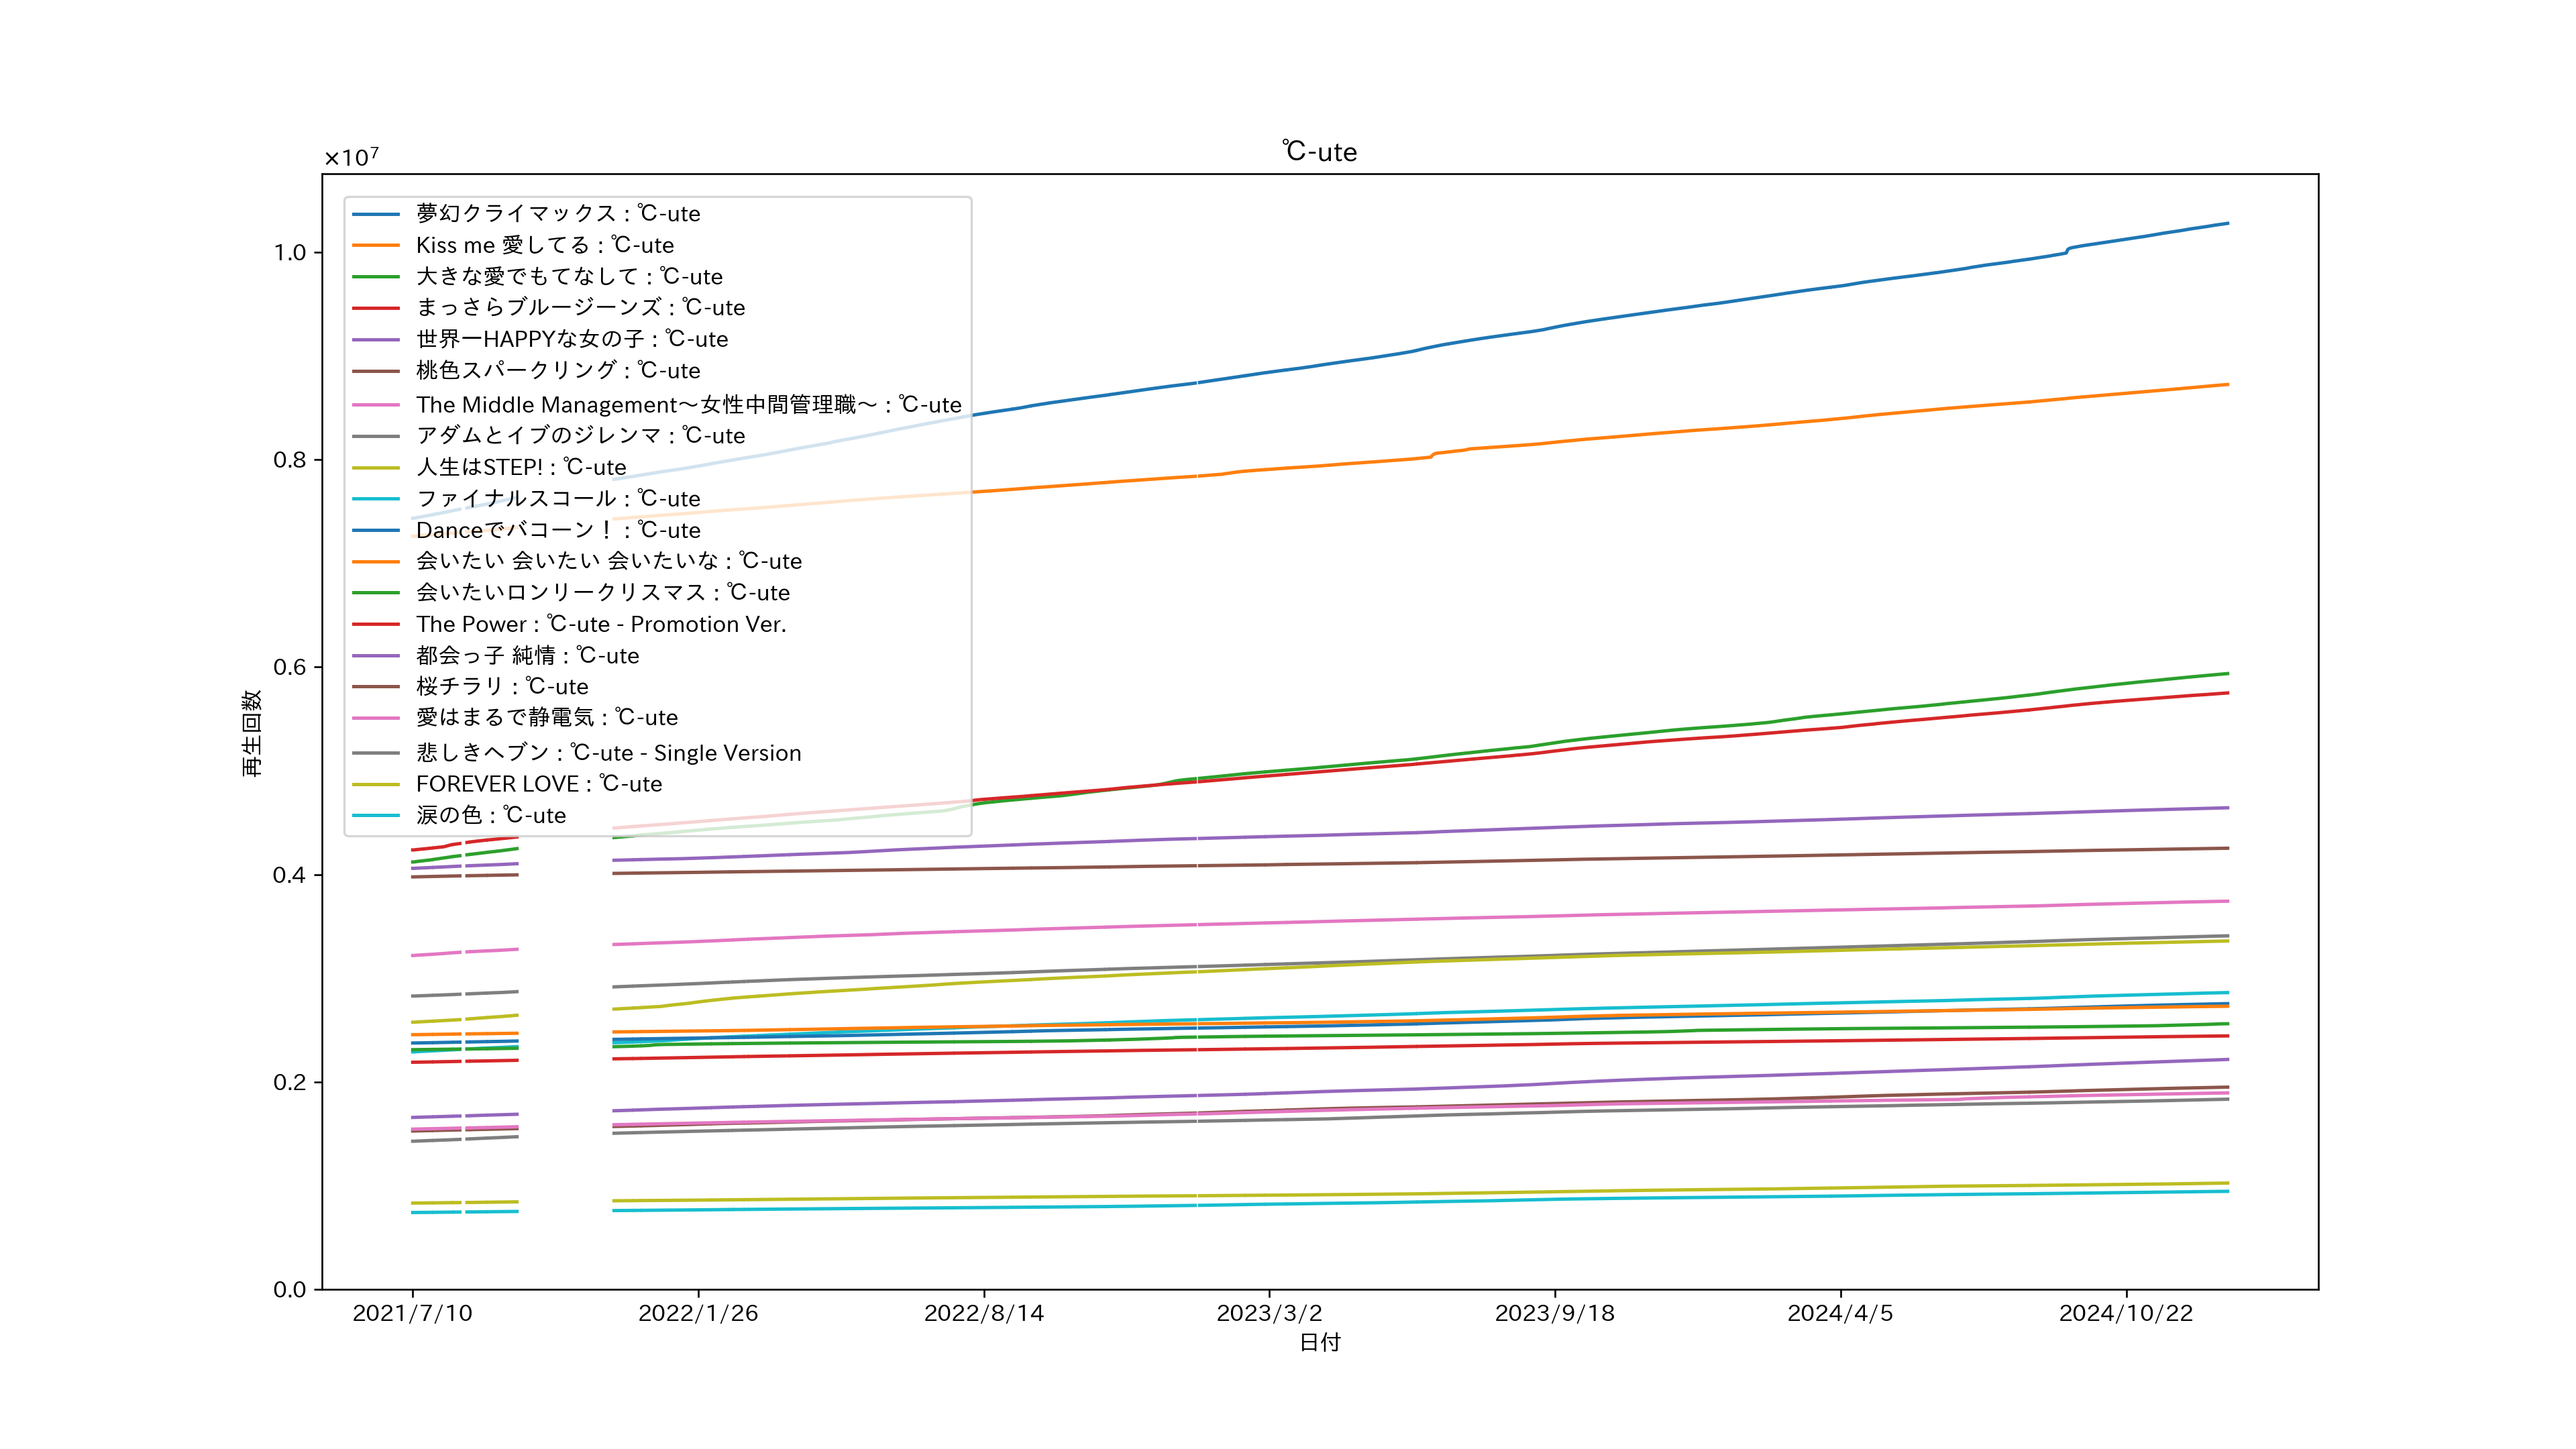 ℃-ute
×10⁷
1.0
0.8
0.6
0.4
0.2
0.0
再生回数
夢幻クライマックス : ℃-ute
Kiss me 愛してる : ℃-ute
大きな愛でもてなして : ℃-ute
まっさらブルージーンズ : ℃-ute
世界一HAPPYな女の子 : ℃-ute
桃色スパークリング : ℃-ute
The Middle Management～女性中間管理職～ : ℃-ute
アダムとイブのジレンマ : ℃-ute
人生はSTEP! : ℃-ute
ファイナルスコール : ℃-ute
Danceでバコーン！ : ℃-ute
会いたい 会いたい 会いたいな : ℃-ute
会いたいロンリークリスマス : ℃-ute
The Power : ℃-ute - Promotion Ver.
都会っ子 純情 : ℃-ute
桜チラリ : ℃-ute
愛はまるで静電気 : ℃-ute
悲しきヘブン : ℃-ute - Single Version
FOREVER LOVE : ℃-ute
涙の色 : ℃-ute
2021/7/10
2022/1/26
2022/8/14
2023/3/2
2023/9/18
2024/4/5
2024/10/22
日付